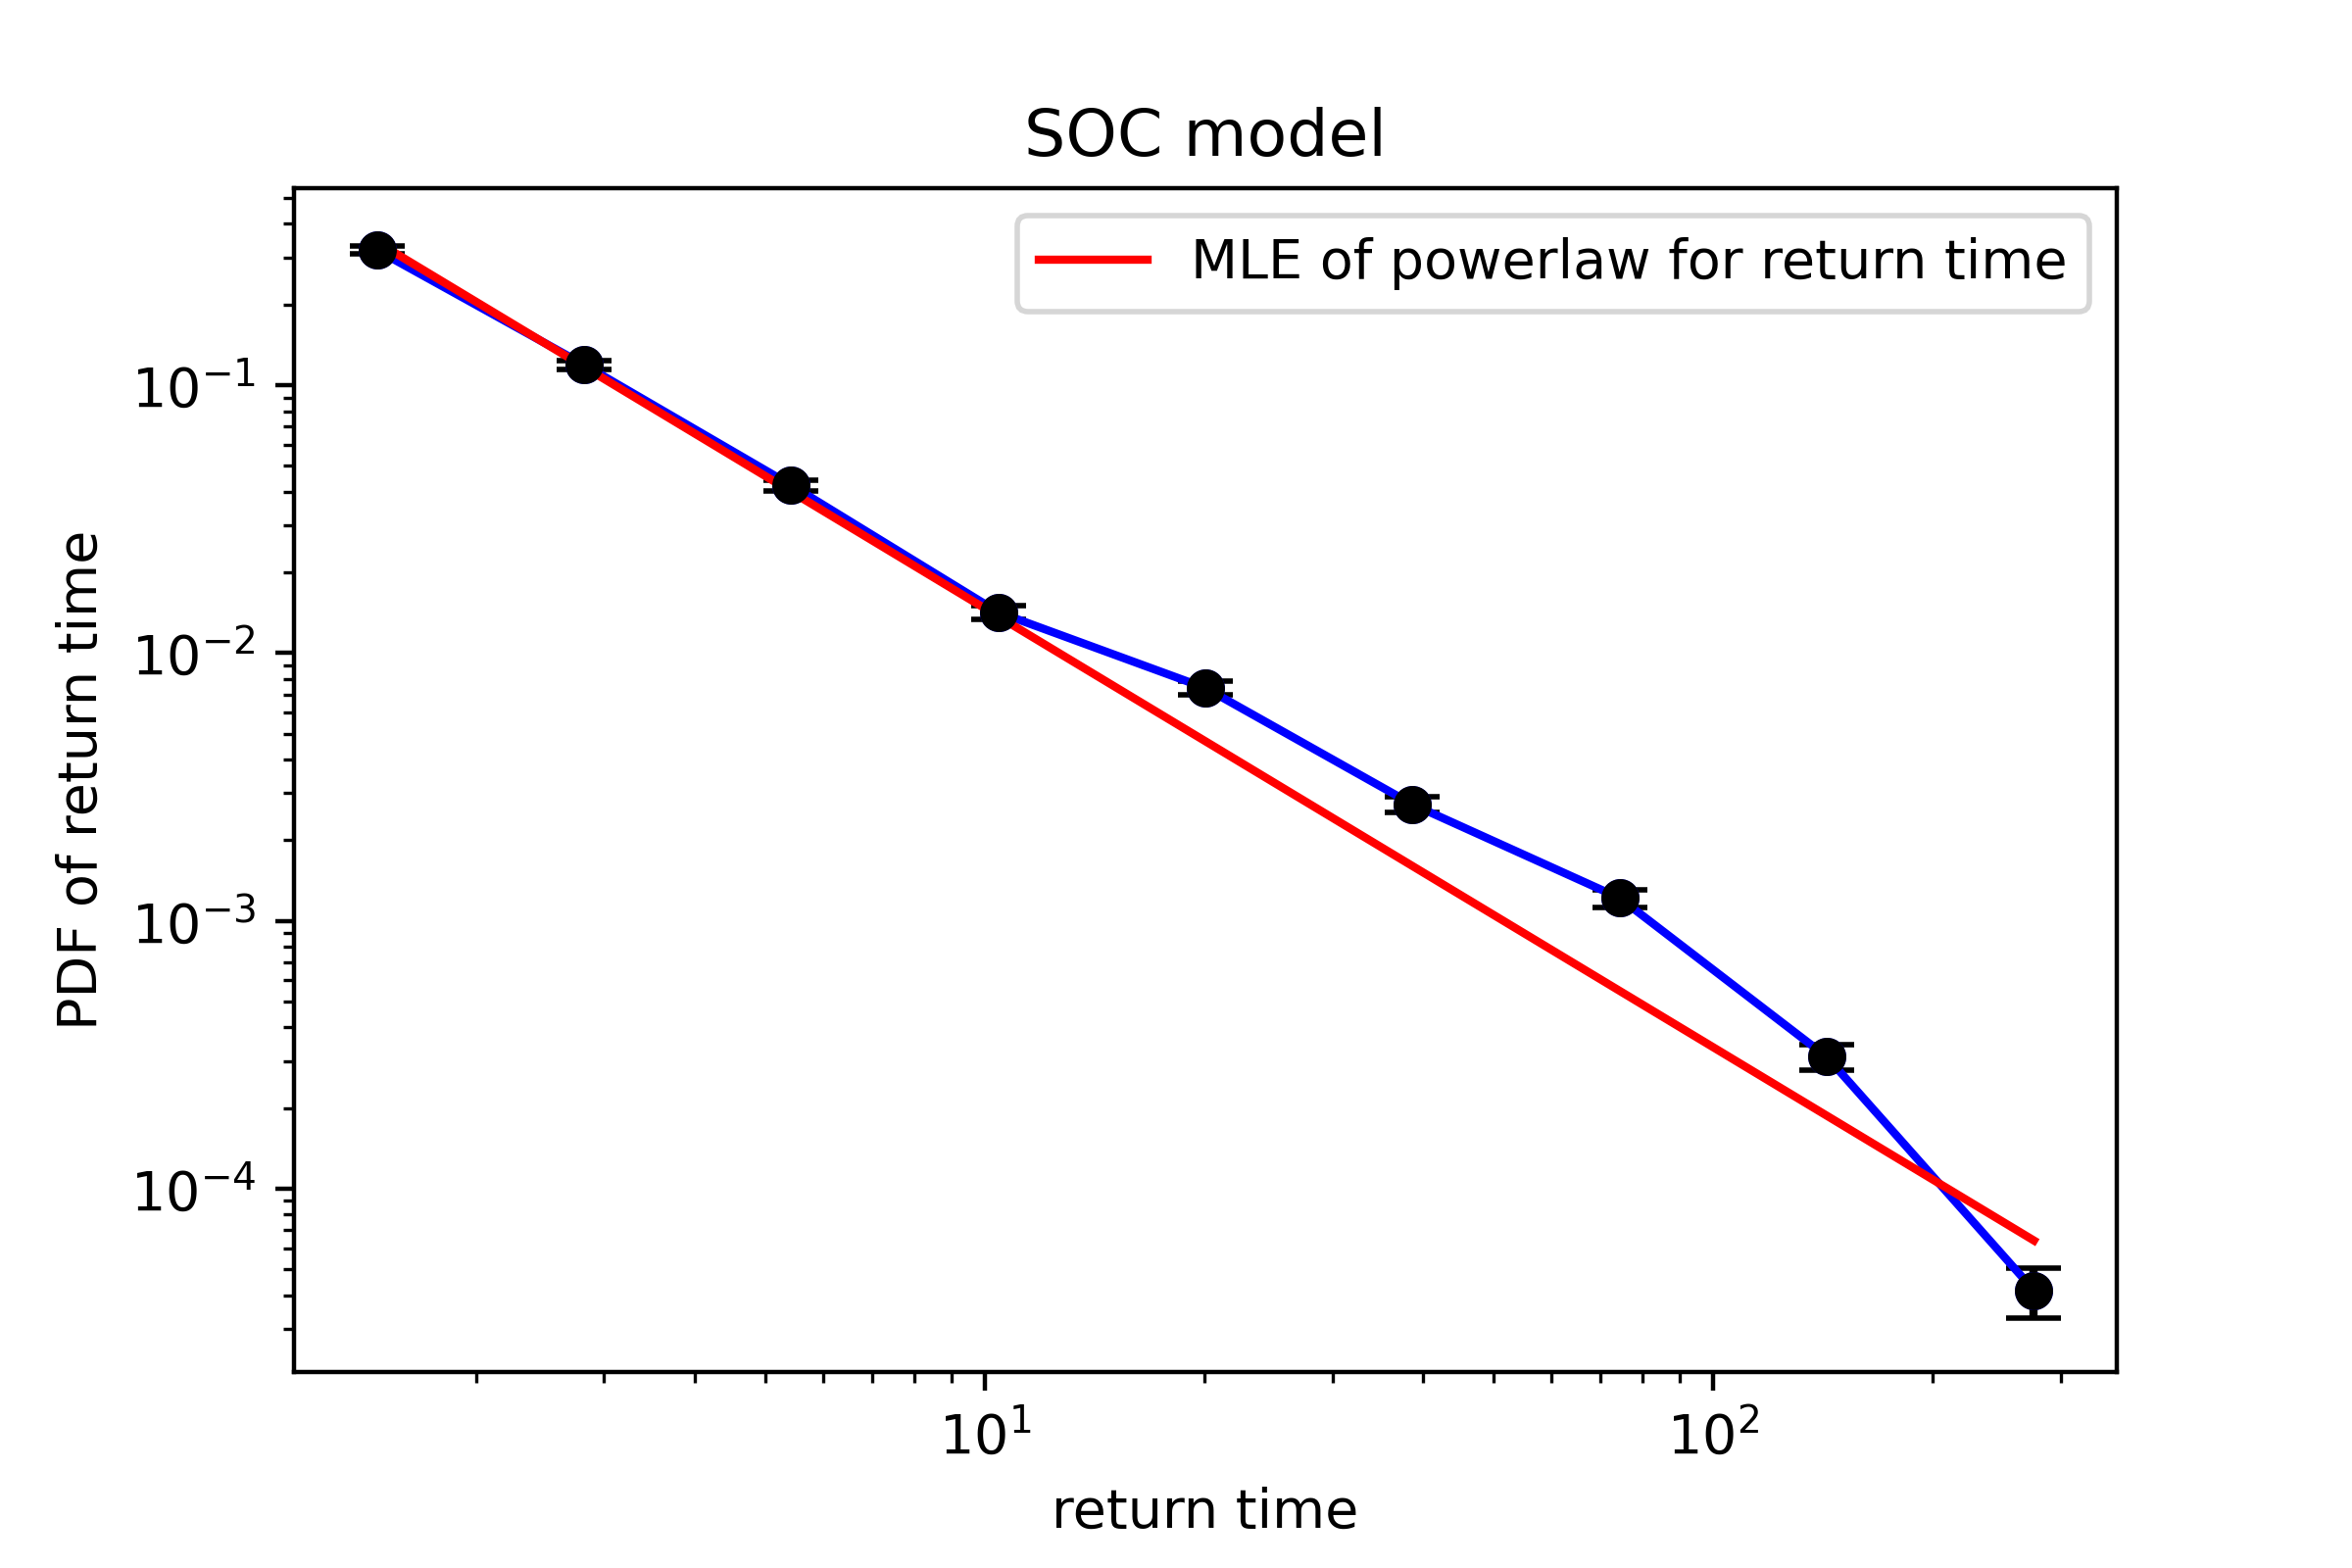 SOC model
MLE of powerlaw for return time
PDF of return time
10⁻¹
10⁻²
10⁻³
10⁻⁴
10¹
10²
return time